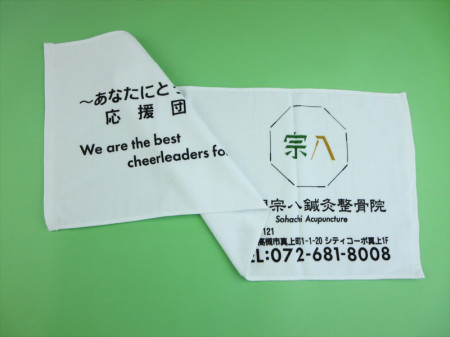 ～あなたにと
応援団
We are the best
cheerleaders fo
宗八
宗八鍼灸整骨院
Sohachi Acupuncture
121
高槻市真上町1-1-20 シティコーポ真上1F
EL:072-681-8008